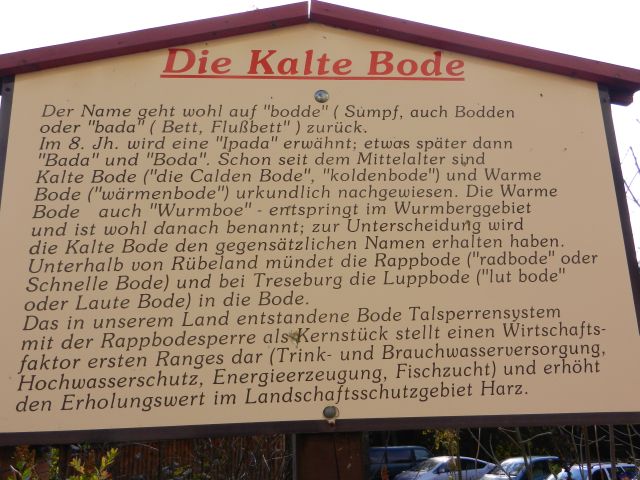 Die Kalte Bode
Der Name geht wohl auf "bodde" ( Sumpf, auch Bodden
oder "bada" ( Bett, Flußbett" ) zurück.
Im 8. Jh. wird eine "Ipada" erwähnt; etwas später dann
"Bada" und "Boda". Schon seit dem Mittelalter sind
Kalte Bode ("die Calden Bode", "koldenbode") und Warme
Bode ("wärmenbode") urkundlich nachgewiesen. Die Warme
Bode auch "Wurmboe" - entspringt im Wurmberggebiet
und ist wohl danach benannt; zur Unterscheidung wird
die Kalte Bode den gegensätzlichen Namen erhalten haben.
Unterhalb von Rübeland mündet die Rappbode ("radbode" oder
Schnelle Bode) und bei Treseburg die Luppbode ("lut bode"
oder Laute Bode) in die Bode.
Das in unserem Land entstandene Bode Talsperrensystem
mit der Rappbodesperre als Kernstück stellt einen Wirtschafts-
faktor ersten Ranges dar (Trink- und Brauchwasserversorgung,
Hochwasserschutz, Energieerzeugung, Fischzucht) und erhöht
den Erholungswert im Landschaftsschutzgebiet Harz.